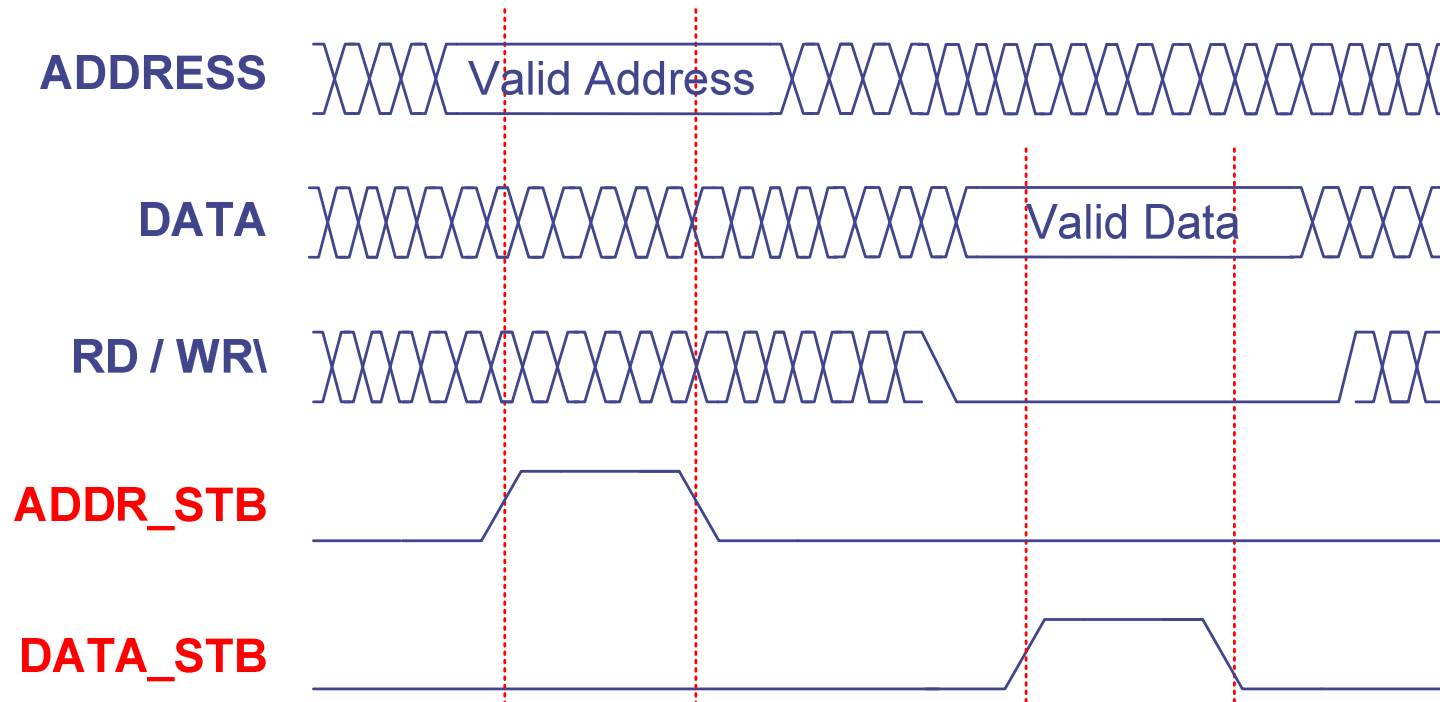 ADDRESS
Valid Address
DATA
Valid Data
RD / WR\
ADDR_STB
DATA_STB